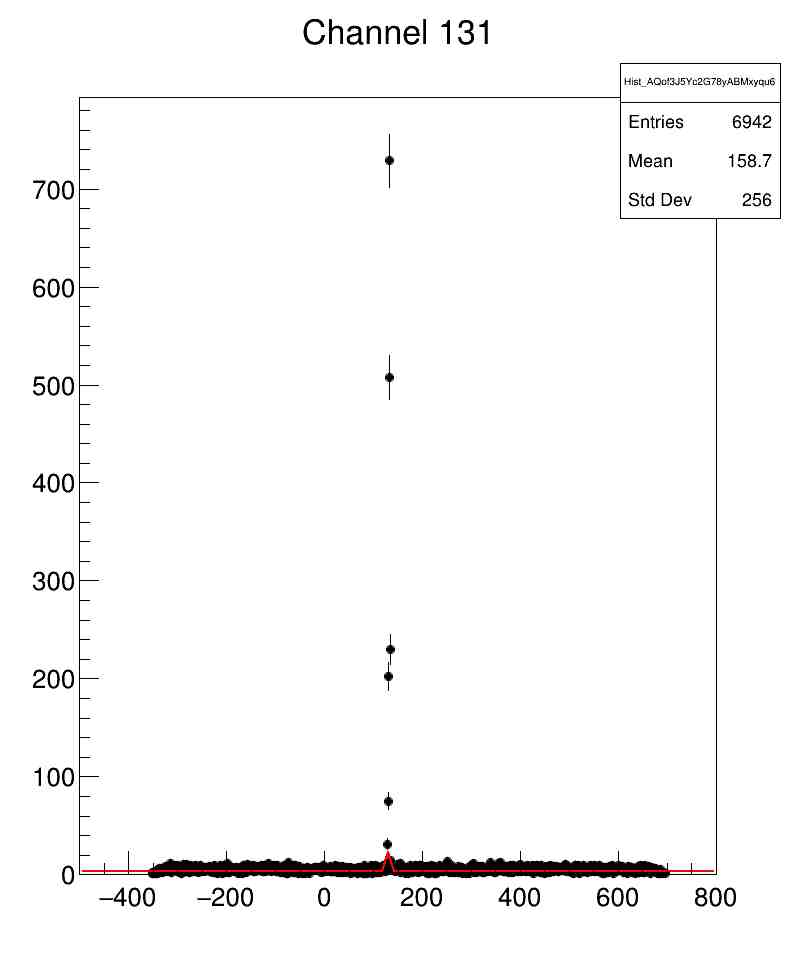 Channel 131
Hist_AQof3J5Yc2G78yABMxyqu6
Entries 6942
Mean 158.7
Std Dev 256
700
600
500
400
300
200
100
0
−400 −200 0 200 400 600 800